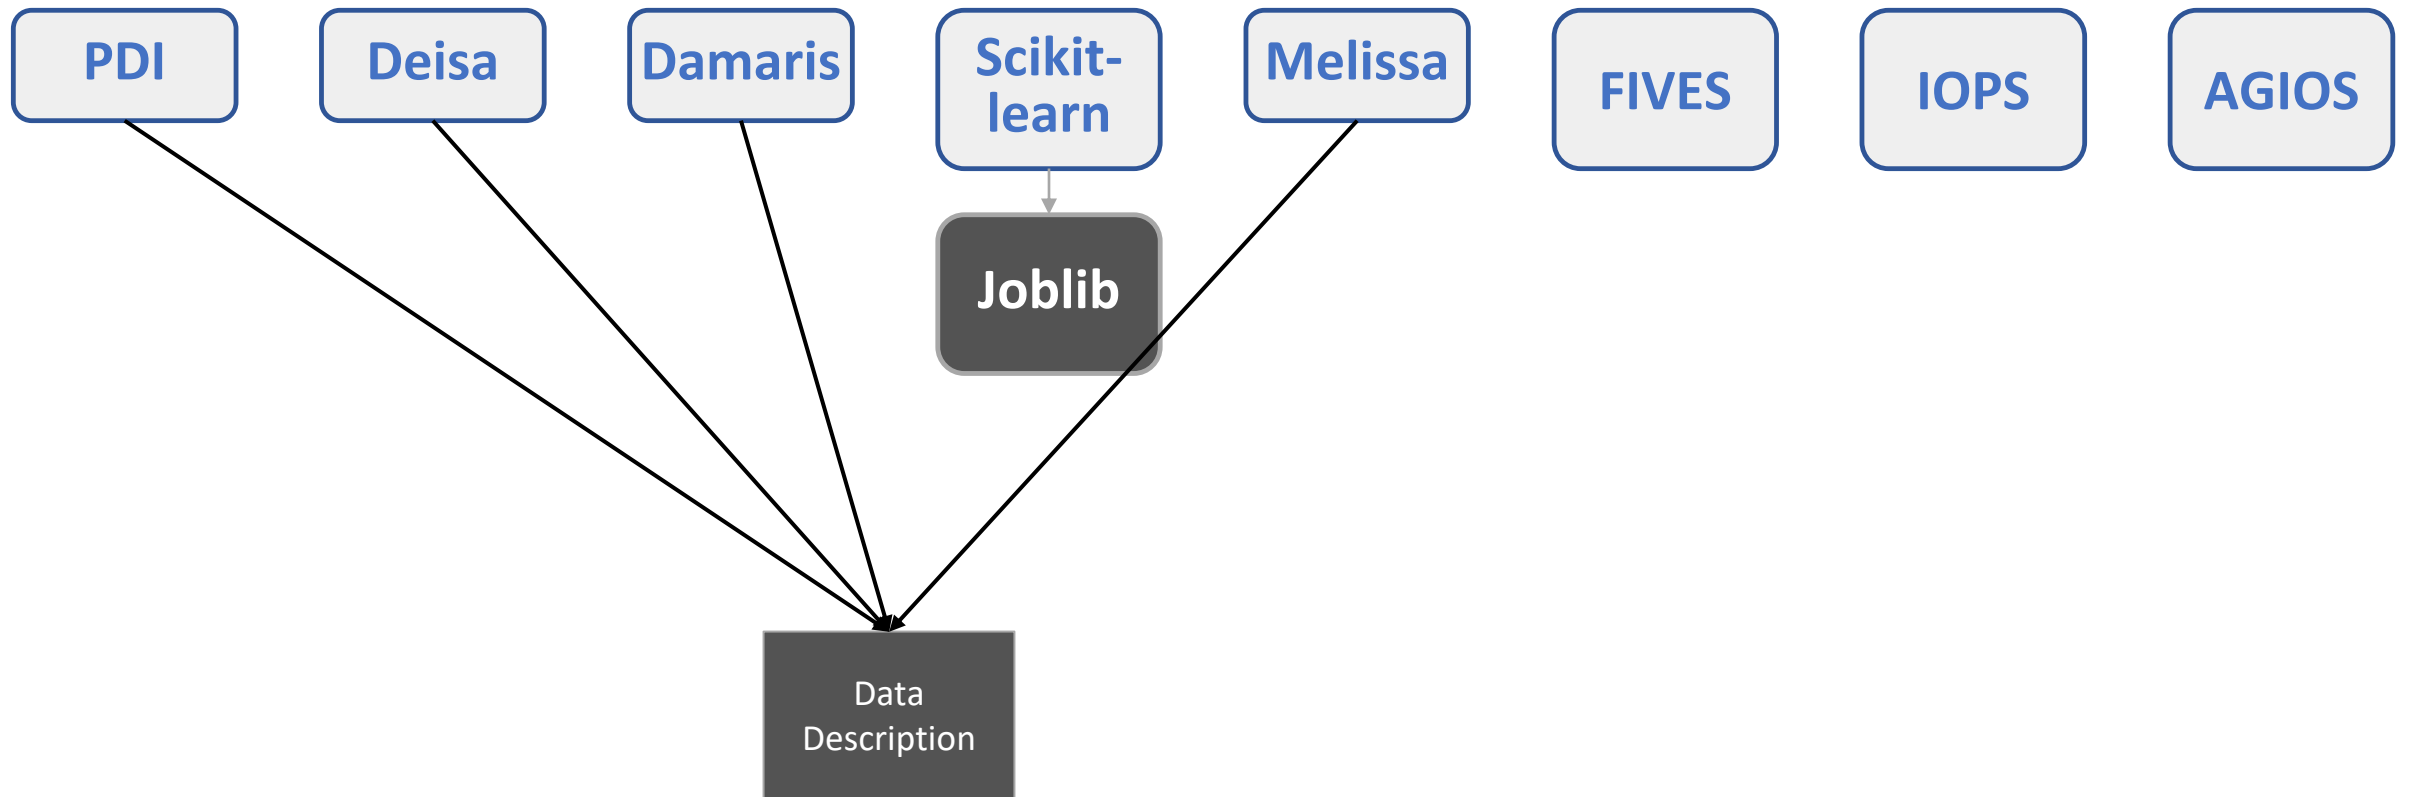 PDI
Deisa
Damaris
Scikit-
learn
Melissa
FIVES
IOPS
AGIOS
Joblib
Data
Description